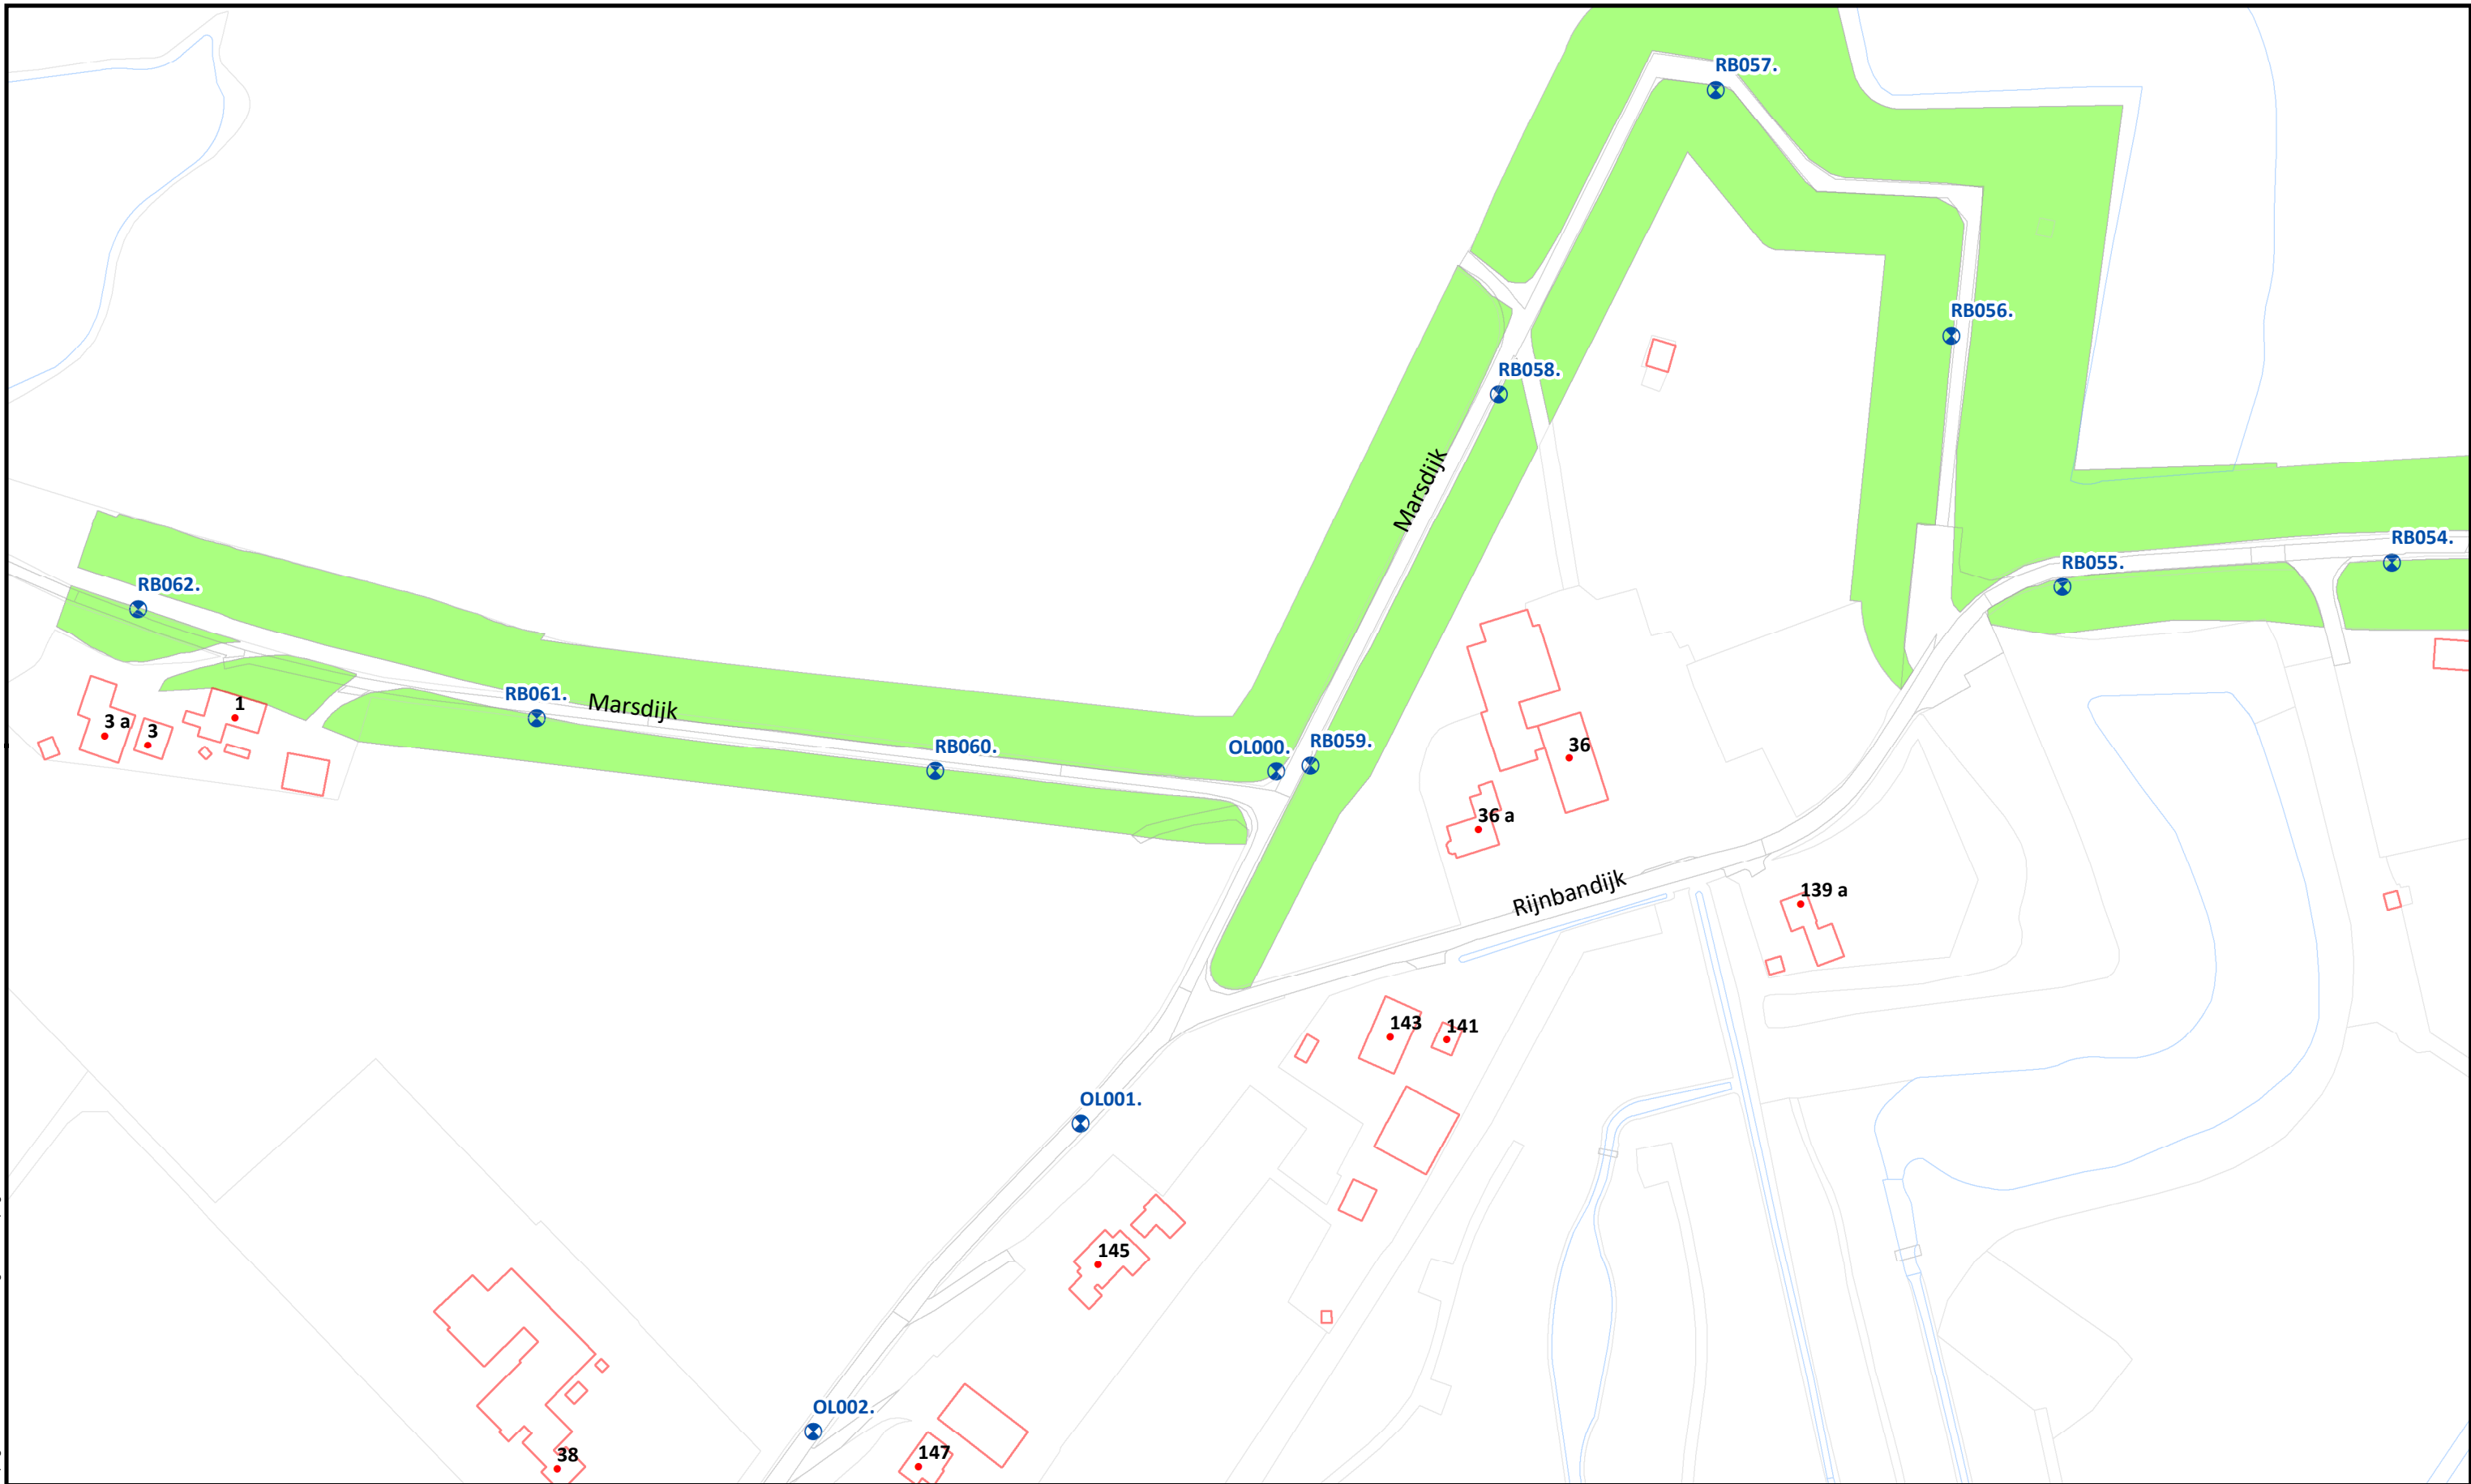 RB057.
RB056.
RB058.
Marsdijk
RB054.
RB055.
RB062.
RB061.
Marsdijk
1
3 a
3
RB060.
OL000.
RB059.
36
36 a
Rijnbandijk
139 a
143
141
OL001.
145
OL002.
147
38